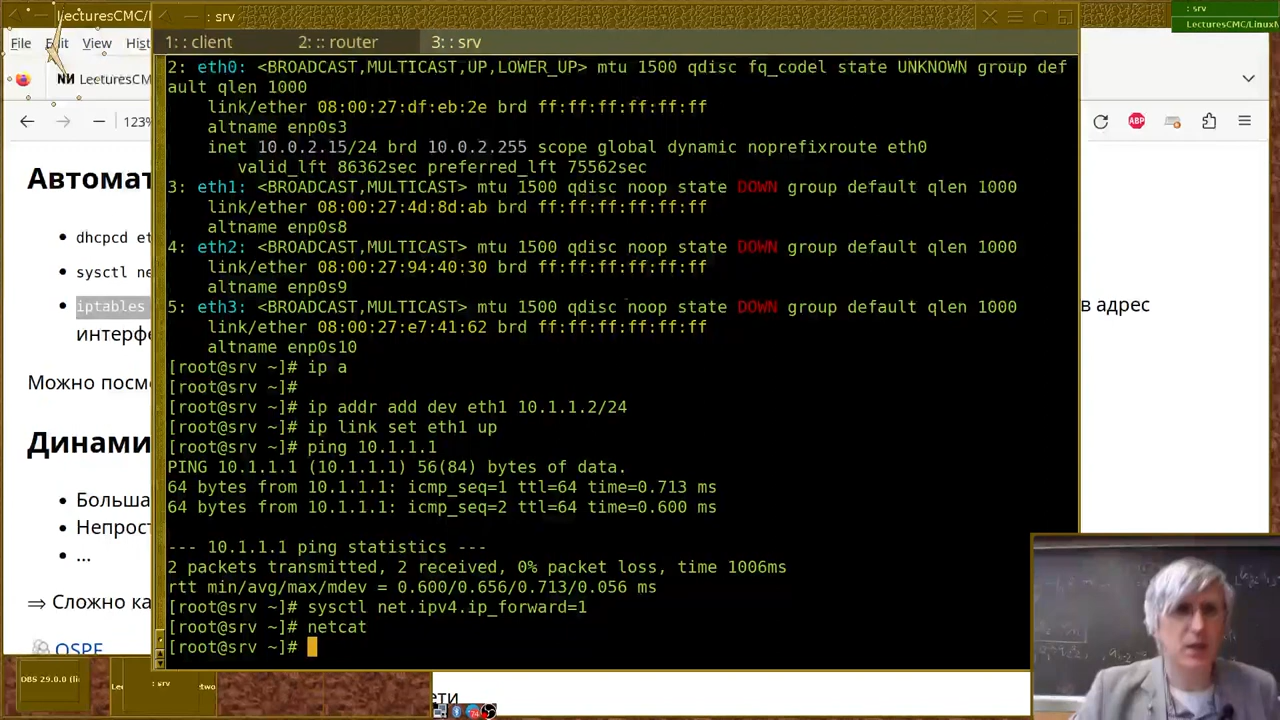 LecturesCMC/L
: srv
: srv
LecturesCMC/LinuxN
File Edit View Hist
1: : client
2: : router
3: : srv
LecturesCM
123%
ABP
2: eth0: <BROADCAST,MULTICAST,UP,LOWER_UP> mtu 1500 qdisc fq_codel state UNKNOWN group def
ault qlen 1000
link/ether 08:00:27:df:eb:2e brd ff:ff:ff:ff:ff:ff
altname enp0s3
inet 10.0.2.15/24 brd 10.0.2.255 scope global dynamic noprefixroute eth0
valid_lft 86362sec preferred_lft 75562sec
3: eth1: <BROADCAST,MULTICAST> mtu 1500 qdisc noop state DOWN group default qlen 1000
link/ether 08:00:27:4d:8d:ab brd ff:ff:ff:ff:ff:ff
altname enp0s8
4: eth2: <BROADCAST,MULTICAST> mtu 1500 qdisc noop state DOWN group default qlen 1000
link/ether 08:00:27:94:40:30 brd ff:ff:ff:ff:ff:ff
altname enp0s9
5: eth3: <BROADCAST,MULTICAST> mtu 1500 qdisc noop state DOWN group default qlen 1000
link/ether 08:00:27:e7:41:62 brd ff:ff:ff:ff:ff:ff
altname enp0s10
[root@srv ~]# ip a
[root@srv ~]#
[root@srv ~]# ip addr add dev eth1 10.1.1.2/24
[root@srv ~]# ip link set eth1 up
[root@srv ~]# ping 10.1.1.1
PING 10.1.1.1 (10.1.1.1) 56(84) bytes of data.
64 bytes from 10.1.1.1: icmp_seq=1 ttl=64 time=0.713 ms
64 bytes from 10.1.1.1: icmp_seq=2 ttl=64 time=0.600 ms
--- 10.1.1.1 ping statistics ---
2 packets transmitted, 2 received, 0% packet loss, time 1006ms
rtt min/avg/max/mdev = 0.600/0.656/0.713/0.056 ms
[root@srv ~]# sysctl net.ipv4.ip_forward=1
[root@srv ~]# netcat
[root@srv ~]#
Автомат
dhcpcd et
sysctl ne
iptables
в адрес
интерфе
Можно посм
Динами
Больша
Непрост
...
⇒ Сложно ка
OSPF
ети
OBS 29.0.0 (li
: srv
74